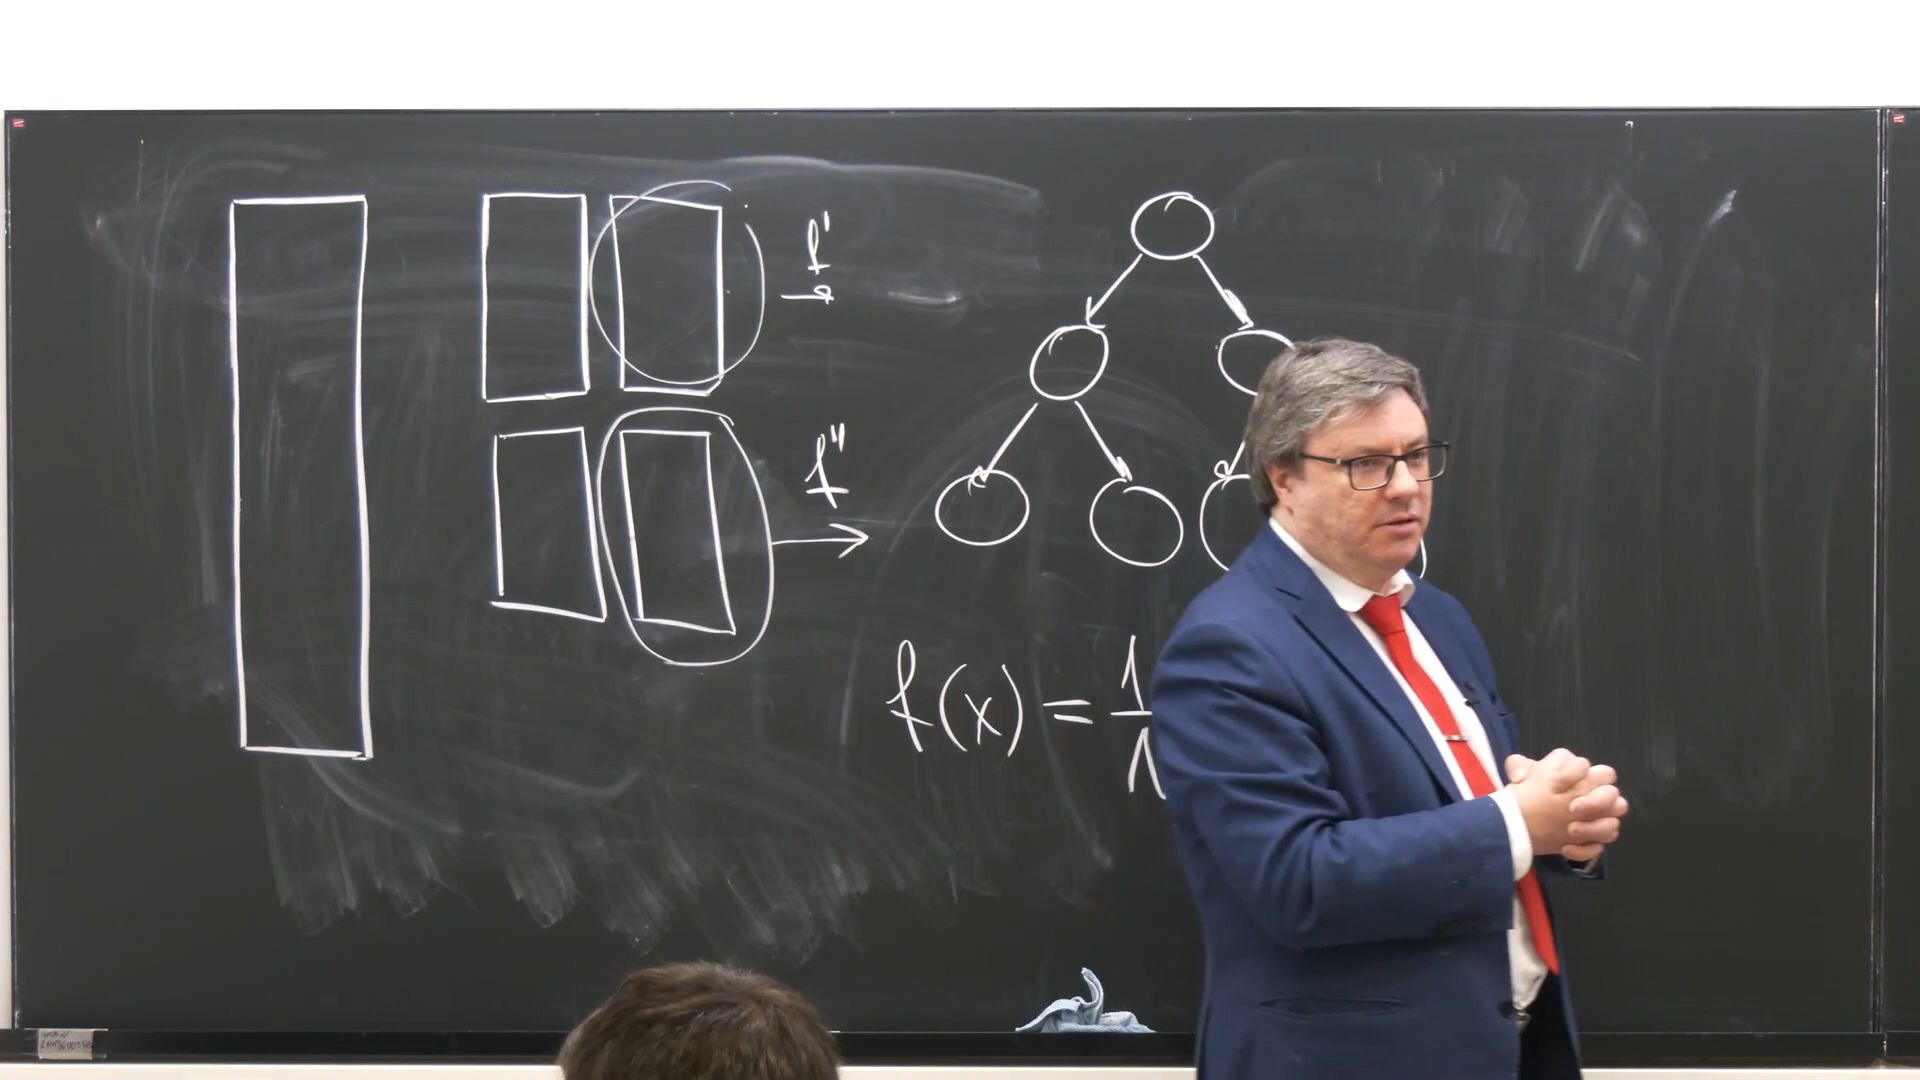 f'
f''
f(x) = 1